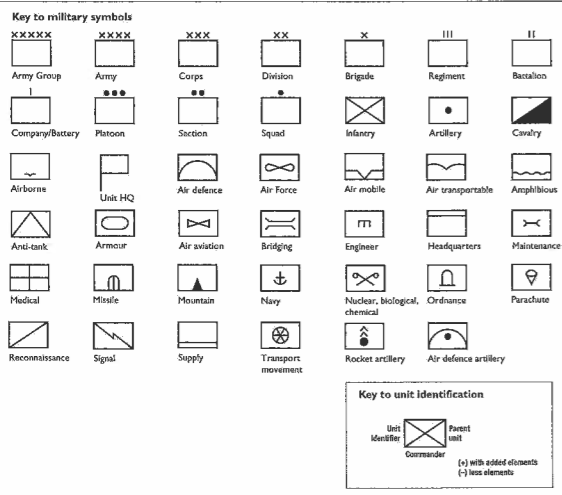 Key to military symbols
XXXXX XXXX XXX XX X III II
Army Group Army Corps Division Brigade Regiment Battalion
I ●●● ●● ●
Company/Battery Platoon Section Squad Infantry Artillery Cavalry
Airborne Unit HQ Air defence Air Force Air mobile Air transportable Amphibious
Anti-tank Armour Air aviation Bridging Engineer Headquarters Maintenance
Medical Missile Mountain Navy Nuclear, biological, Ordnance Parachute
chemical
Reconnaissance Signal Supply Transport Rocket artillery Air defence artillery
movement
Key to unit identification
Unit Parent
Identifier unit
Commander
(+) with added elements
(–) less elements